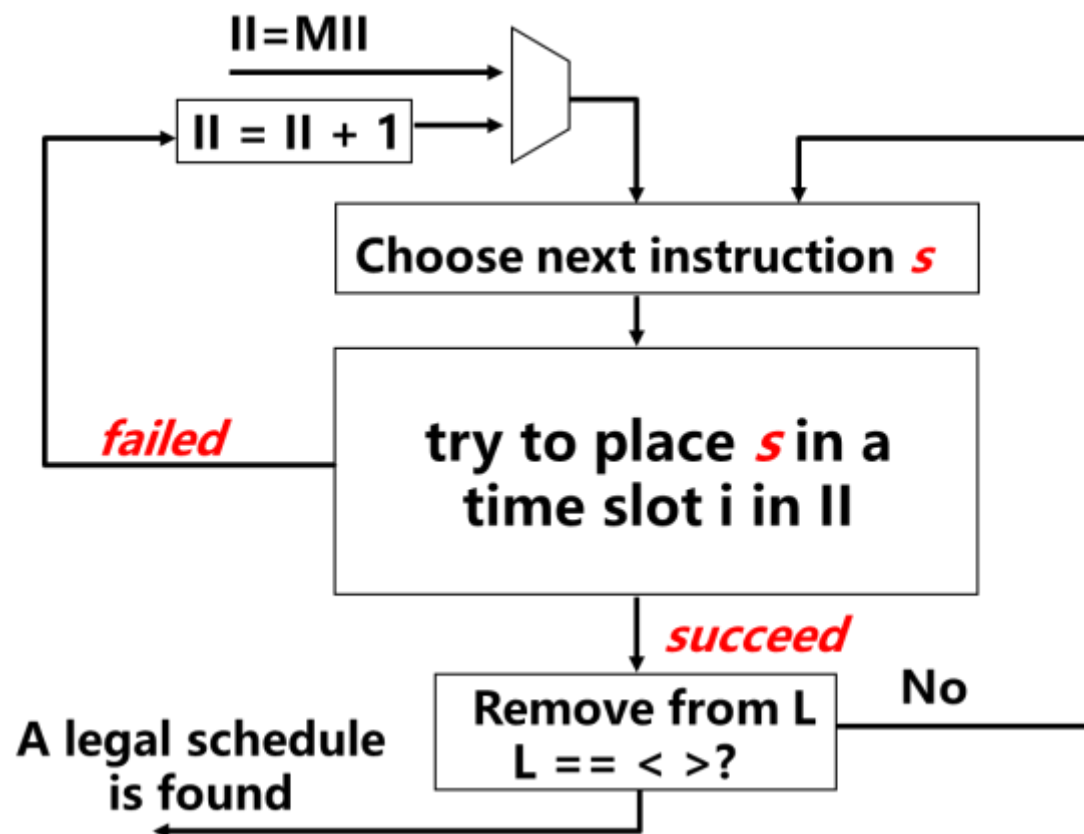 II=MII
II = II + 1
Choose next instruction s
failed
try to place s in a
time slot i in II
succeed
Remove from L
No
L == < >?
A legal schedule
is found